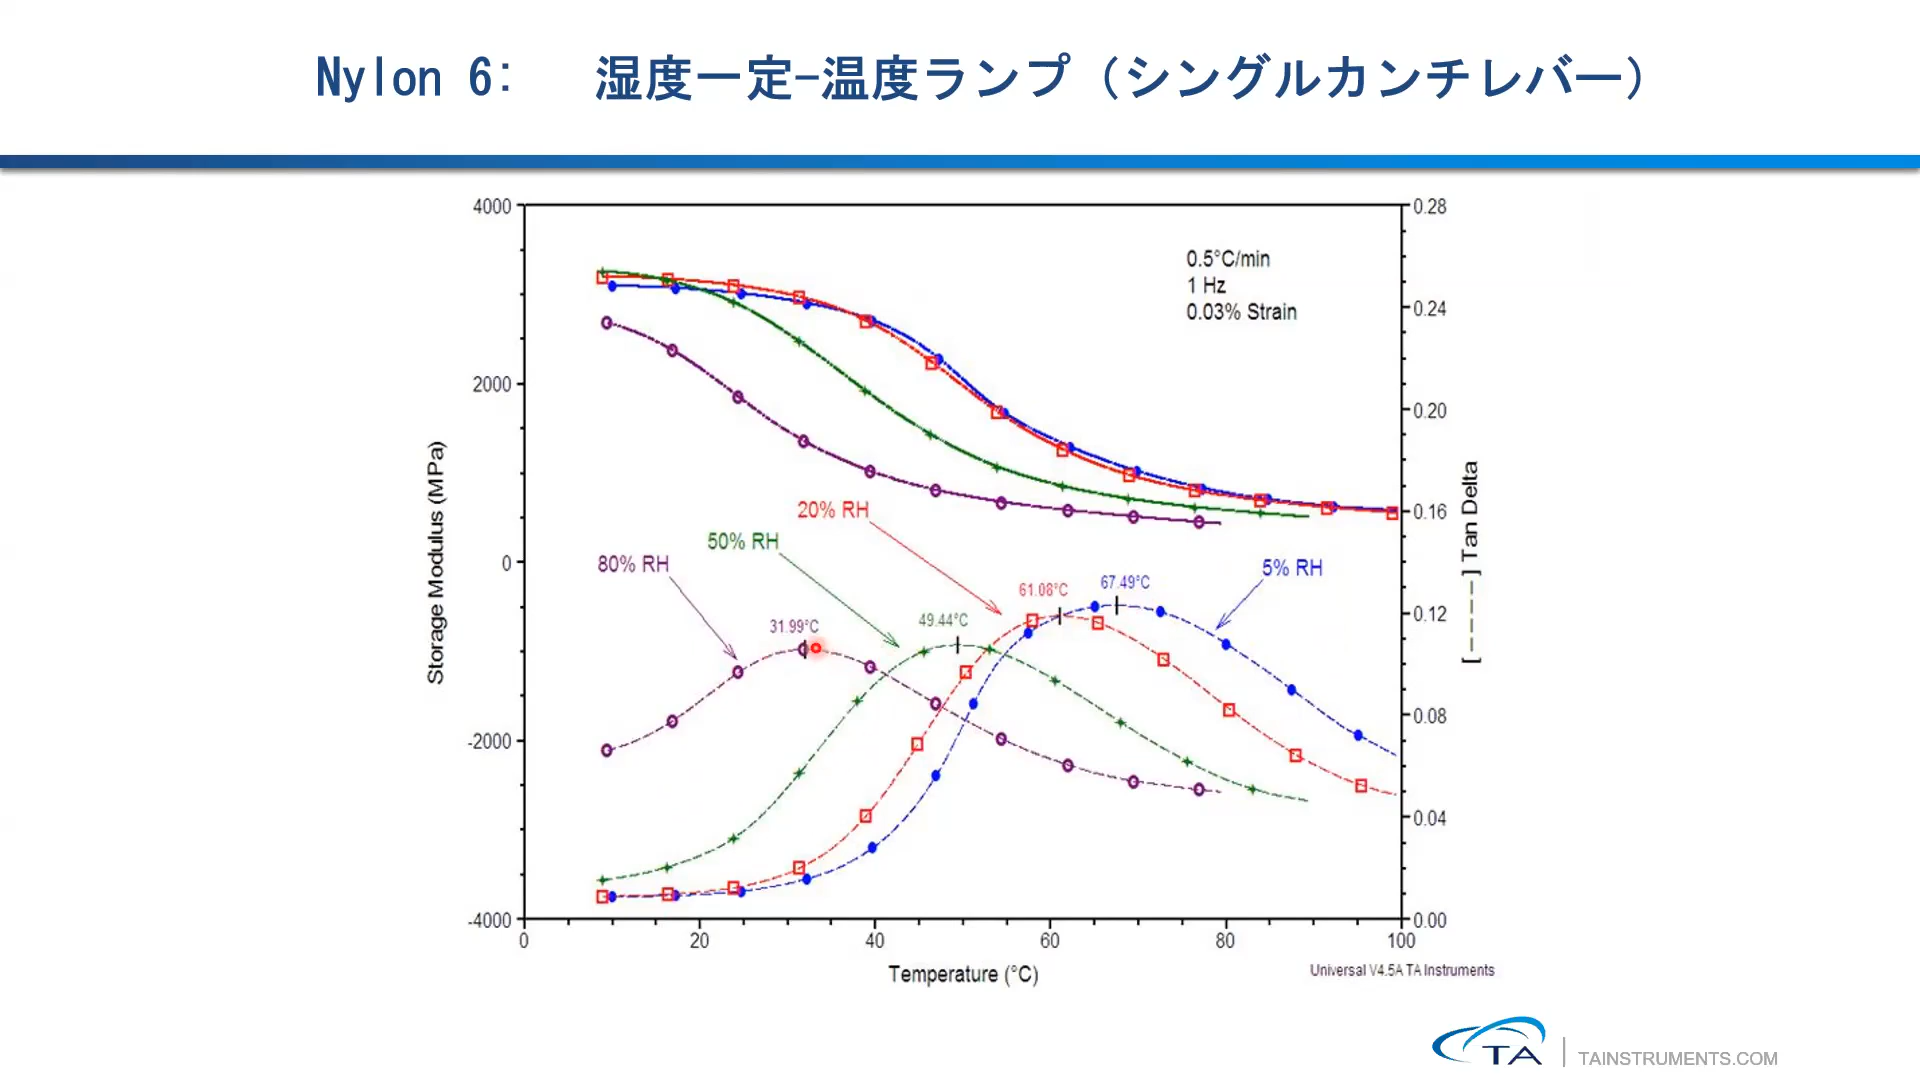 Nylon 6: 湿度一定-温度ランプ (シングルカンチレバー)
4000
2000
0
-2000
-4000
Storage Modulus (MPa)
0.5°C/min
1 Hz
0.03% Strain
20% RH
50% RH
80% RH
5% RH
61.08°C
67.49°C
49.44°C
31.99°C
0.28
0.24
0.20
0.16
0.12
0.08
0.04
0.00
[ ---- ] Tan Delta
0
20
40
60
80
100
Temperature (°C)
Universal V4.5A TA Instruments
TA
TAINSTRUMENTS.COM